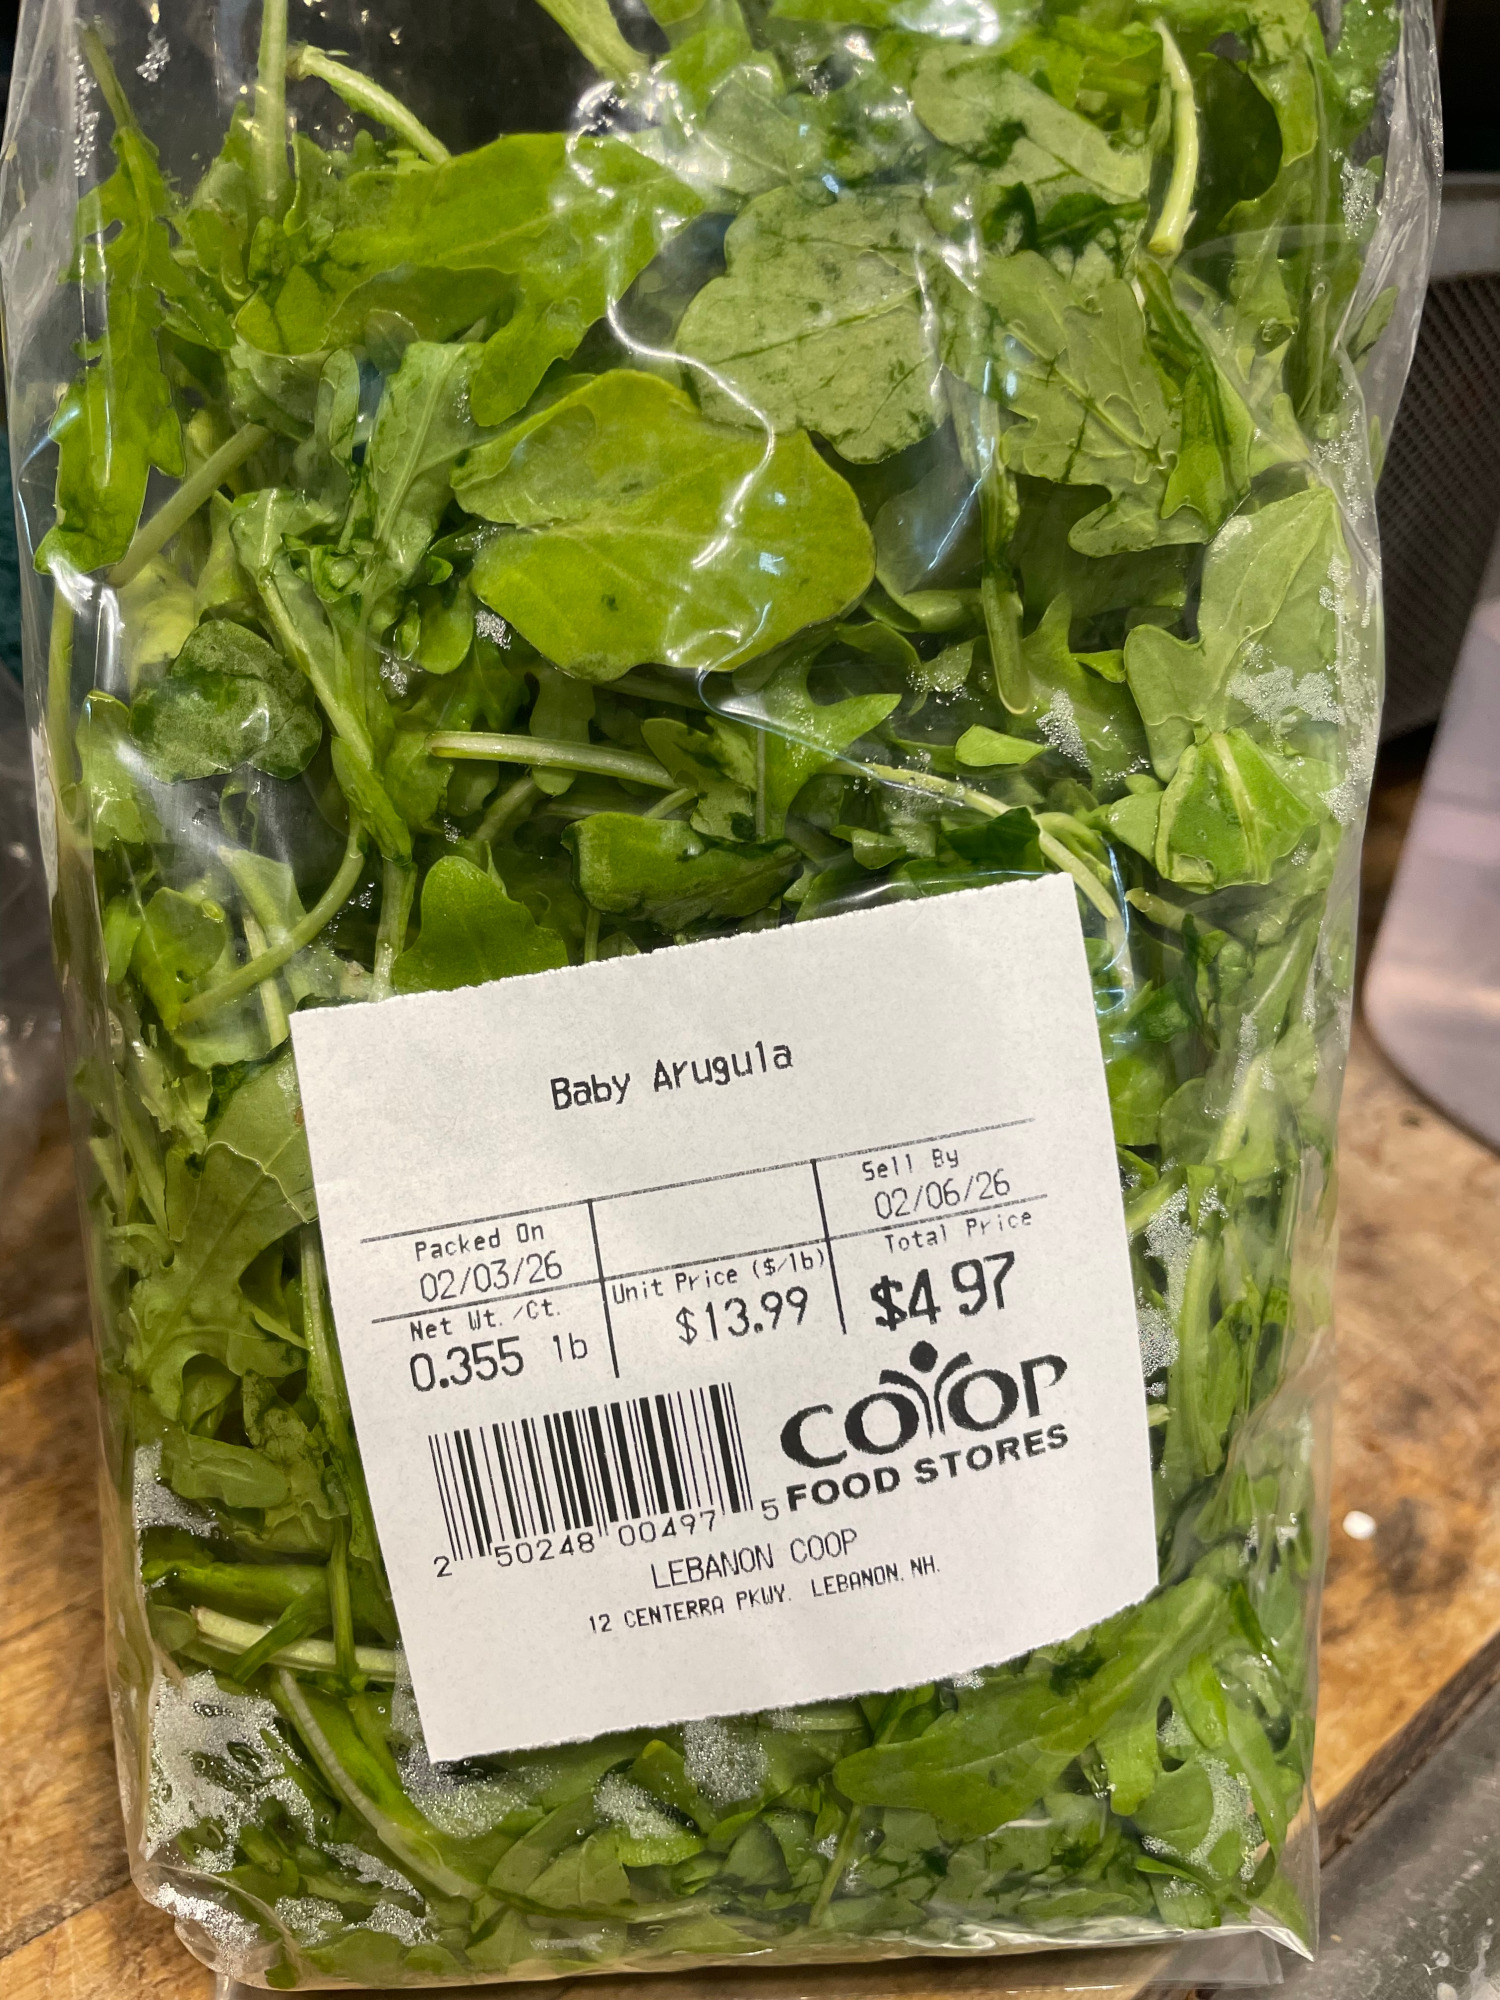 Baby Arugula
Packed On
02/03/26
Sell By
02/06/26
Net Wt./Ct.
0.355 lb
Unit Price ($/lb)
$13.99
Total Price
$4.97
COOP
FOOD STORES
2 50248 00497 5
LEBANON COOP
12 CENTERRA PKWY. LEBANON, NH.